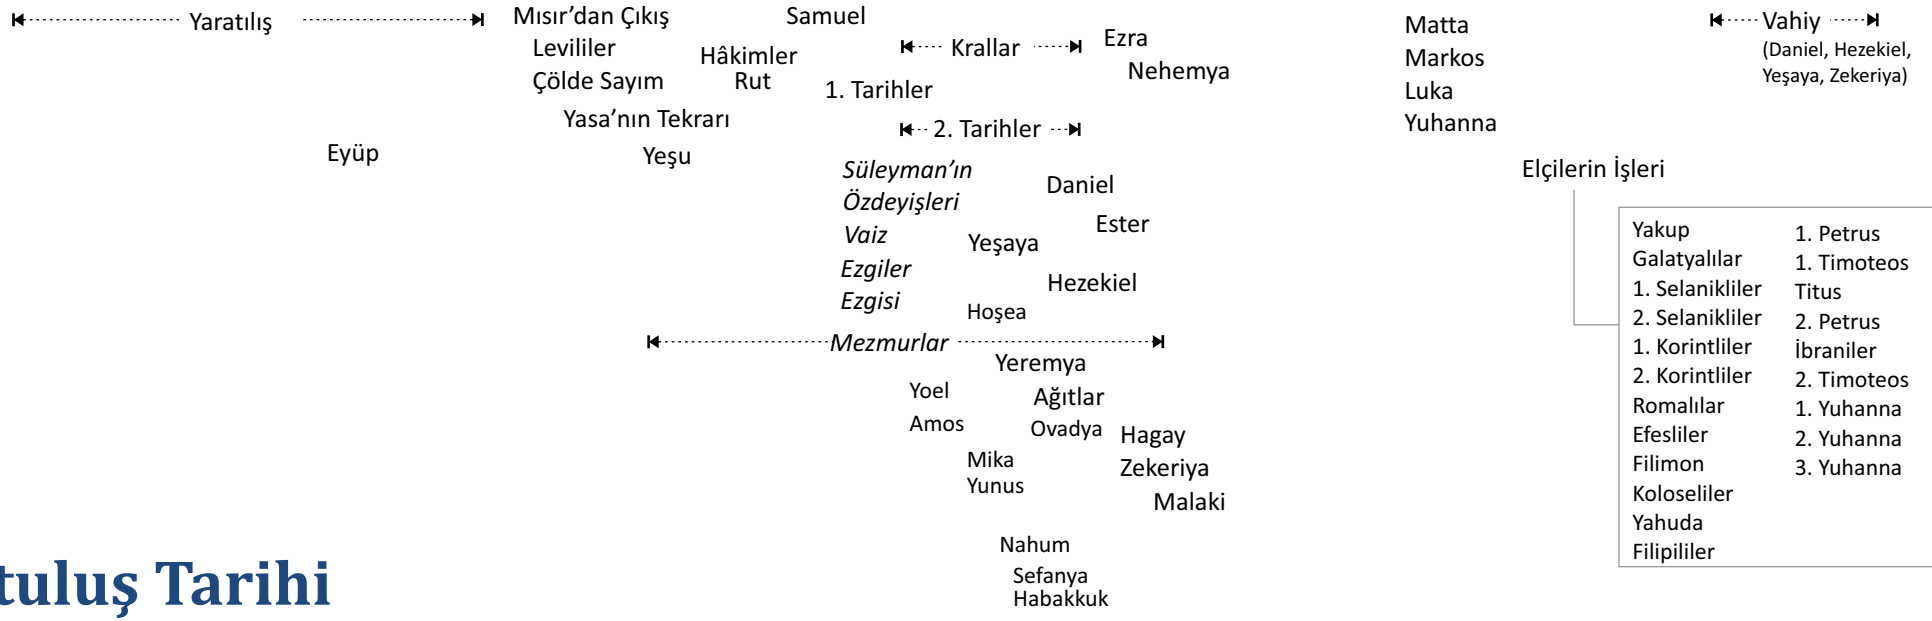 Yaratılış
Mısır’dan Çıkış
Levililer
Çölde Sayım
Yasa’nın Tekrarı
Eyüp
Yeşu
Hâkimler
Rut
Samuel
Krallar
1. Tarihler
2. Tarihler
Ezra
Nehemya
Süleyman’ın
Özdeyişleri
Vaiz
Ezgiler
Ezgisi
Daniel
Ester
Yeşaya
Hezekiel
Hoşea
Mezmurlar
Yeremya
Yoel
Ağıtlar
Amos
Ovadya
Hagay
Mika
Zekeriya
Yunus
Malaki
Nahum
Sefanya
Habakkuk
Matta
Markos
Luka
Yuhanna
Vahiy
(Daniel, Hezekiel,
Yeşaya, Zekeriya)
Elçilerin İşleri
Yakup
Galatyalılar
1. Selanikliler
2. Selanikliler
1. Korintliler
2. Korintliler
Romalılar
Efesliler
Filimon
Koloseliler
Yahuda
Filipililer
1. Petrus
1. Timoteos
Titus
2. Petrus
İbraniler
2. Timoteos
1. Yuhanna
2. Yuhanna
3. Yuhanna
tuluş Tarihi